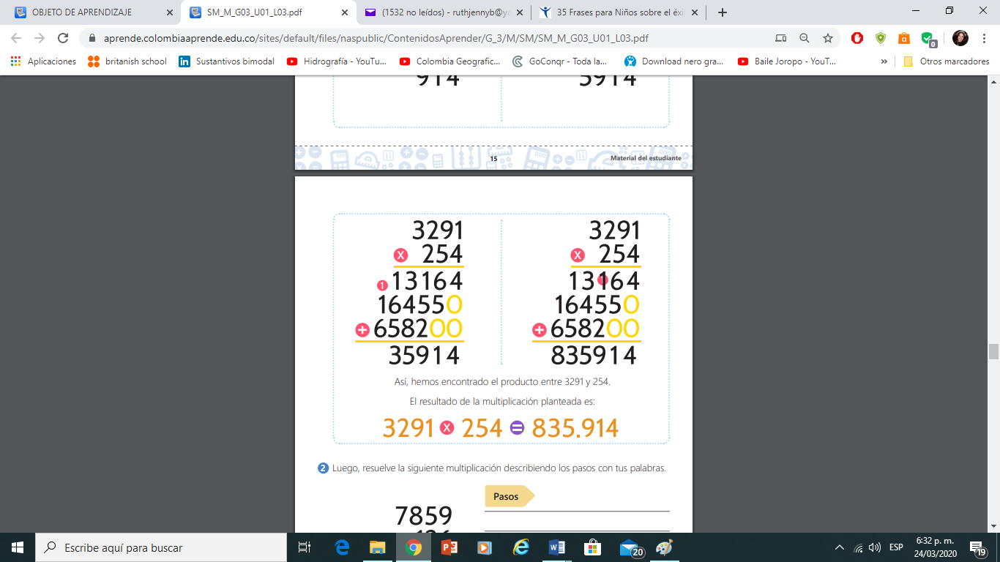 OBJETO DE APRENDIZAJE
SM_M_G03_U01_L03.pdf
(1532 no leídos) - ruthjennyb@ya
35 Frases para Niños sobre el éxi
aprende.colombiaaprende.edu.co/sites/default/files/naspublic/ContenidosAprender/G_3/M/SM/SM_M_G03_U01_L03.pdf
0
Aplicaciones
britanish school
Sustantivos bimodal
Hidrografía - YouTu...
Colombia Geografic...
GoConqr - Toda la...
Download nero gra...
Baile Joropo - YouT...
»
Otros marcadores
914 5914
15
Material del estudiante
3291 3291
x 254 x 254
1 13164 13164
164550 164550
+ 658200 + 658200
35914 835914
Así, hemos encontrado el producto entre 3291 y 254.
El resultado de la multiplicación planteada es:
3291 x 254 = 835.914
2 Luego, resuelve la siguiente multiplicación describiendo los pasos con tus palabras.
Pasos
7859
Escribe aquí para buscar
20
ESP
6:32 p. m.
24/03/2020
19